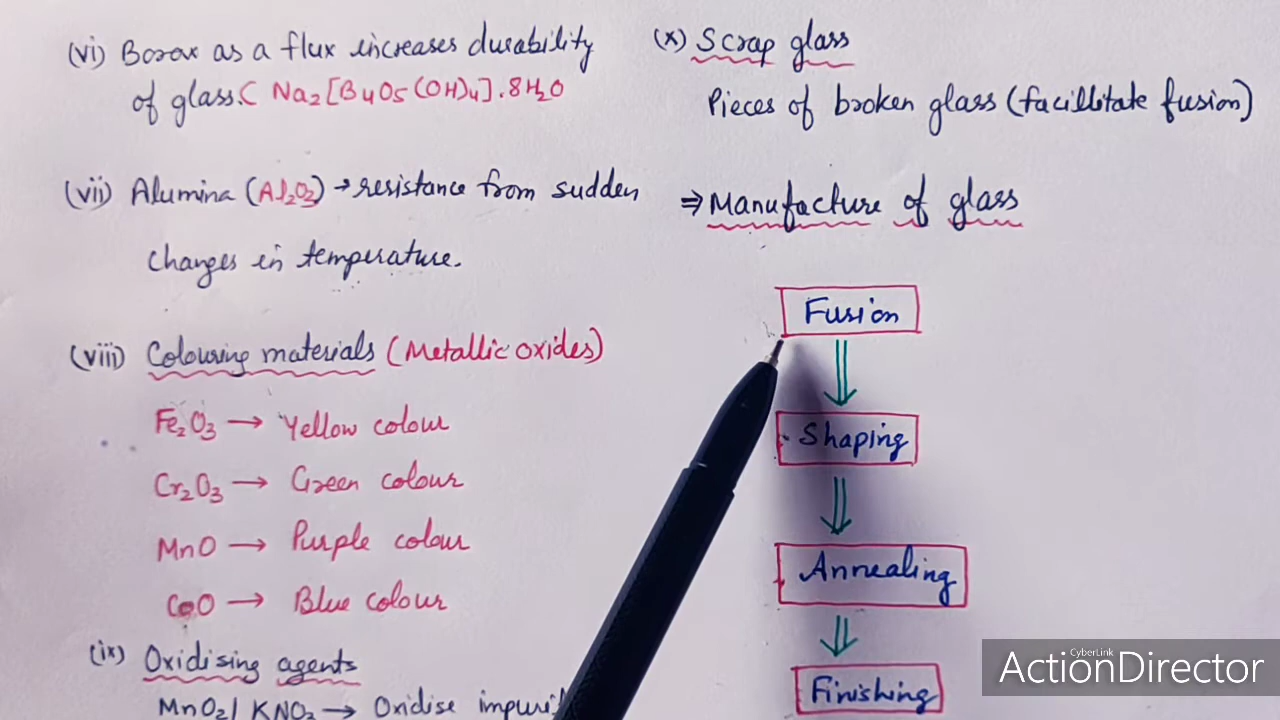 (vi) Borax as a flux increases durability
of glass.( Na2[B4O5(OH)4].8H2O
(vii) Alumina (Al2O3) → resistance from sudden
changes in temperature.
(viii) Colouring materials (Metallic oxides)
Fe2O3 → Yellow colour
Cr2O3 → Green colour
MnO → Purple colour
CoO → Blue colour
(ix) Oxidising agents
MnO2/ KNO3 → Oxidise
(x) Scrap glass
Pieces of broken glass (facillitate fusion)
⇒ Manufacture of glass
Fusion
Shaping
Annealing
Finishing
CyberLink
ActionDirector